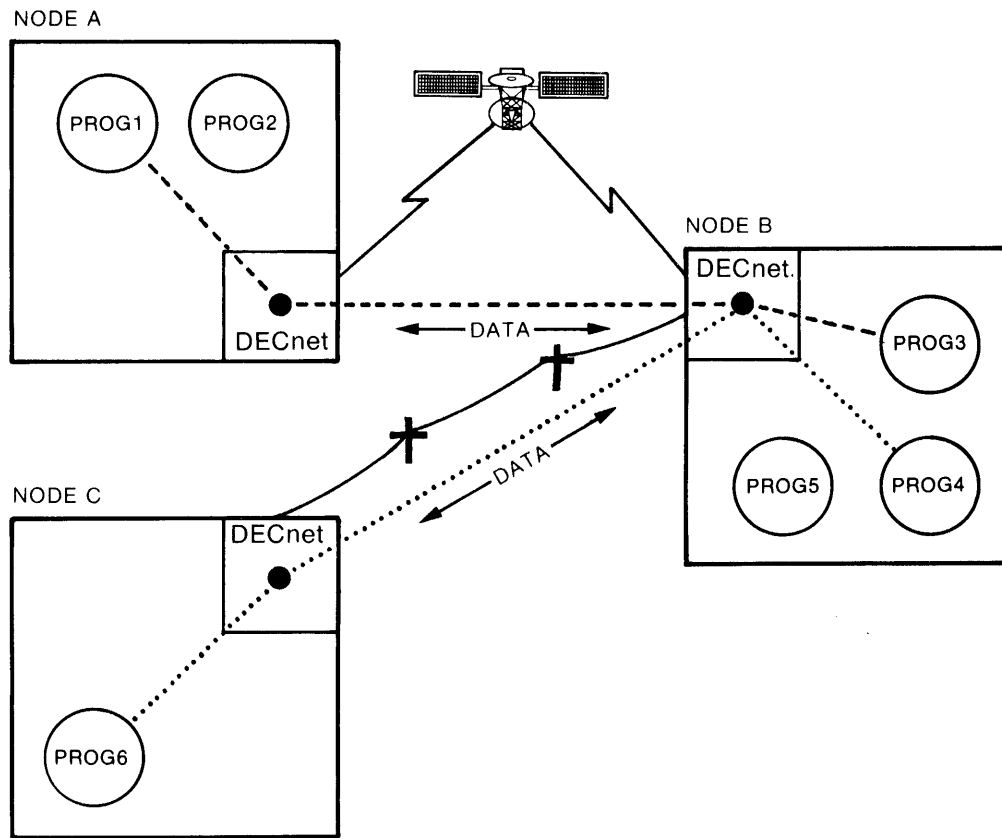 NODE A
PROG1
PROG2
DECnet
NODE B
DECnet.
DATA
PROG3
DATA
PROG5
PROG4
NODE C
DECnet
PROG6